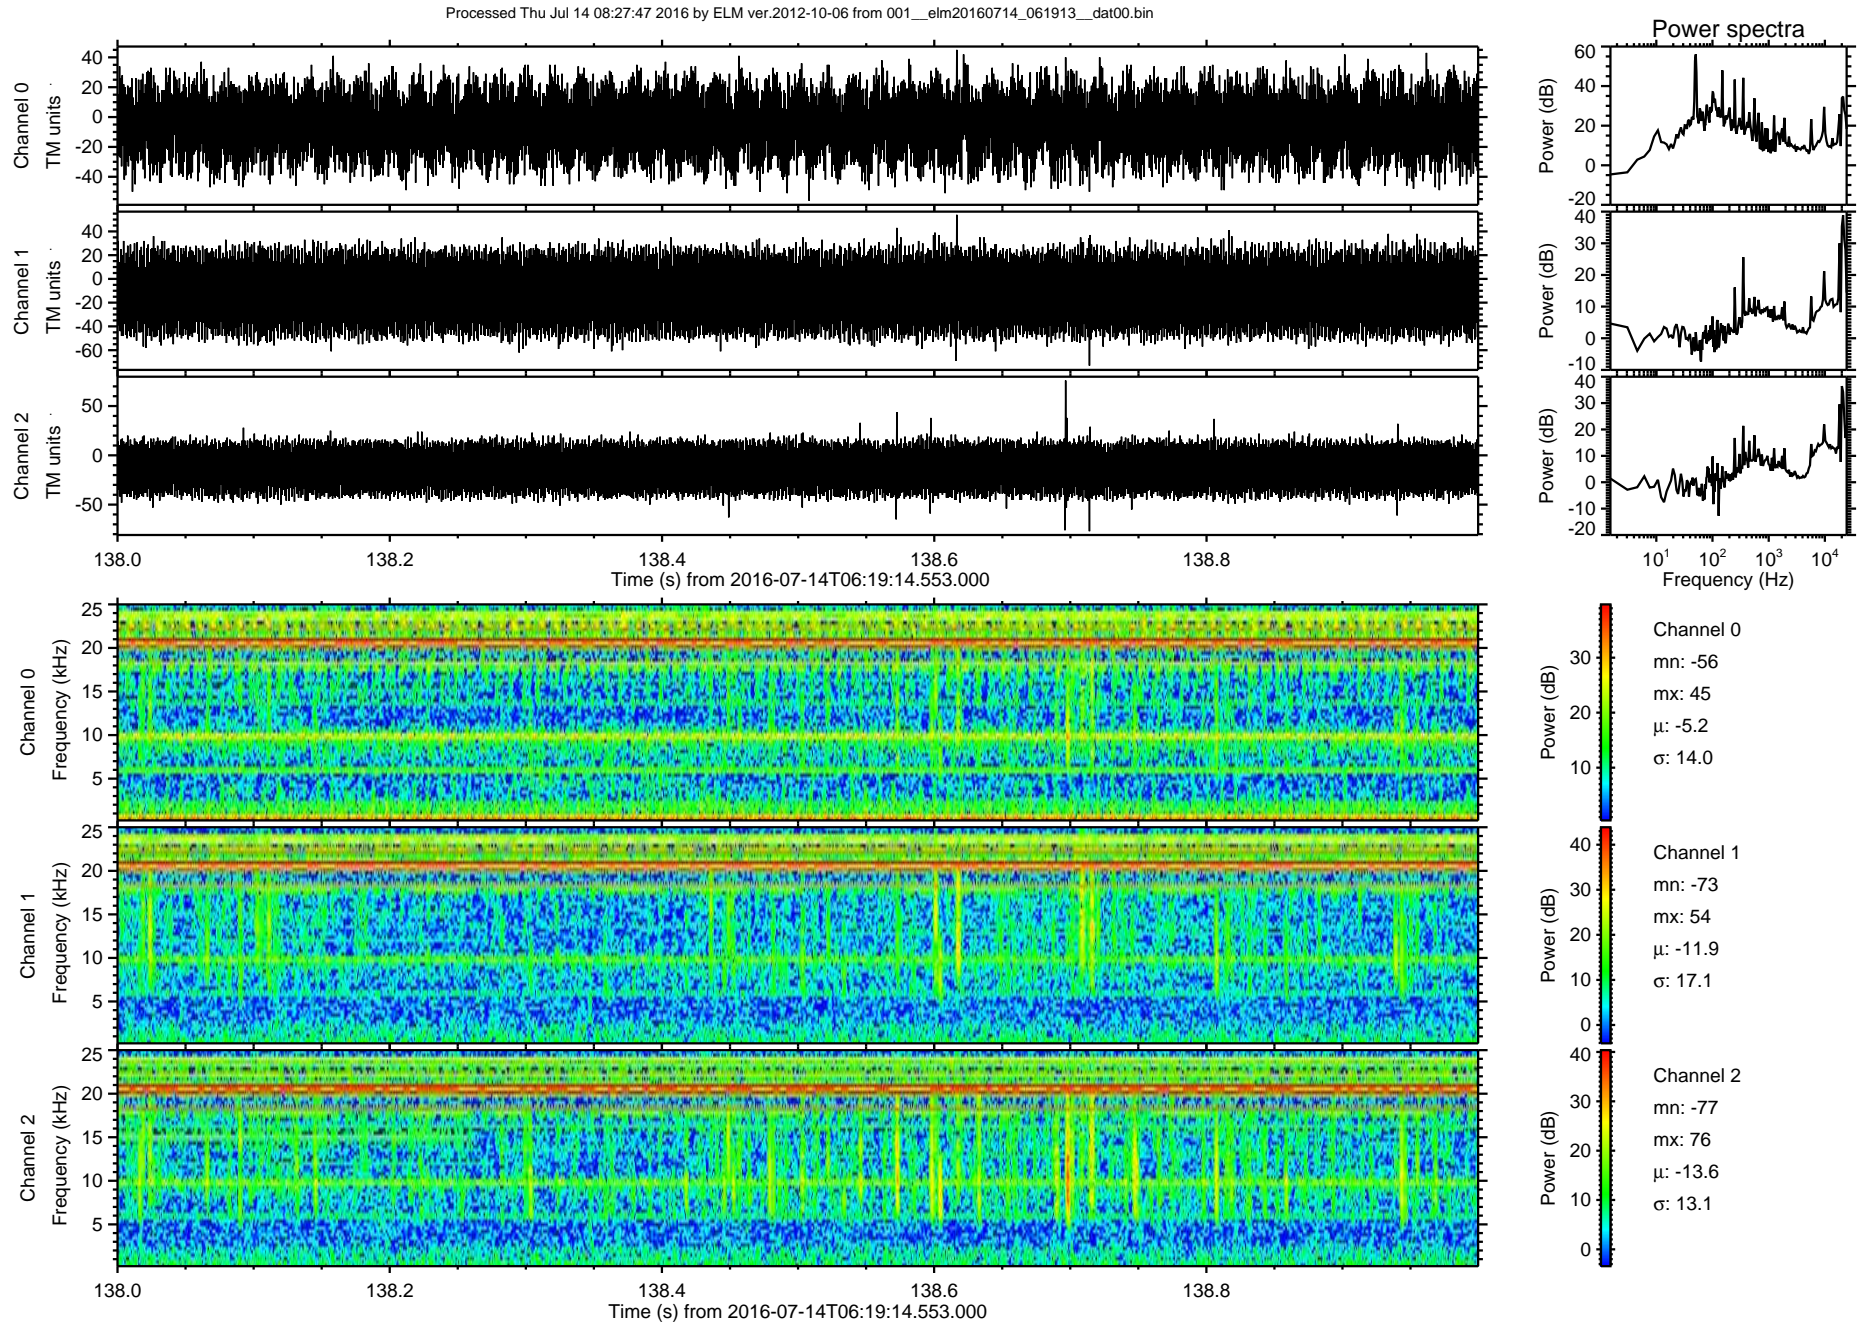 Processed Thu Jul 14 08:27:47 2016 by ELM ver.2012-10-06 from 001__elm20160714_061913__dat00.bin
Power spectra
Channel 0
TM units
40
20
0
-20
-40
Power (dB)
60
40
20
0
-20
Channel 1
TM units
40
20
0
-20
-40
-60
Power (dB)
40
30
20
10
0
-10
Channel 2
TM units
50
0
-50
Power (dB)
40
30
20
10
0
-10
-20
138.0 138.2 138.4 138.6 138.8
Time (s) from 2016-07-14T06:19:14.553.000
10¹ 10² 10³ 10⁴
Frequency (Hz)
Channel 0
Frequency (kHz)
25
20
15
10
5
Power (dB)
30
20
10
Channel 0
mn: -56
mx: 45
μ: -5.2
σ: 14.0
Channel 1
Frequency (kHz)
25
20
15
10
5
Power (dB)
40
30
20
10
0
Channel 1
mn: -73
mx: 54
μ: -11.9
σ: 17.1
Channel 2
Frequency (kHz)
25
20
15
10
5
Power (dB)
40
30
20
10
0
Channel 2
mn: -77
mx: 76
μ: -13.6
σ: 13.1
138.0 138.2 138.4 138.6 138.8
Time (s) from 2016-07-14T06:19:14.553.000